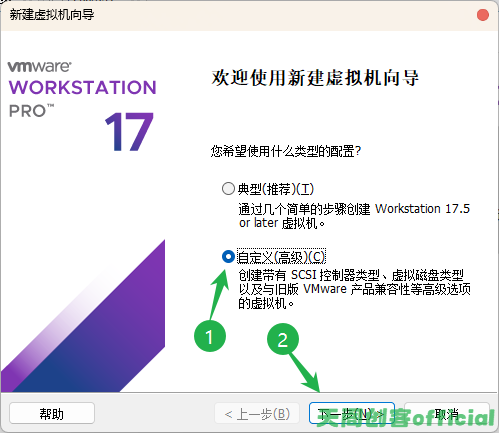 新建虚拟机向导
vmware
WORKSTATION
PRO™
17
欢迎使用新建虚拟机向导
您希望使用什么类型的配置?
典型(推荐)(T)
通过几个简单的步骤创建 Workstation 17.5
or later 虚拟机。
自定义(高级)(C)
创建带有 SCSI 控制器类型、虚拟磁盘类型
以及与旧版 VMware 产品兼容性等高级选项
的虚拟机。
1
2
帮助
< 上一步(B)
下一步(N) >
取消
天商创客official